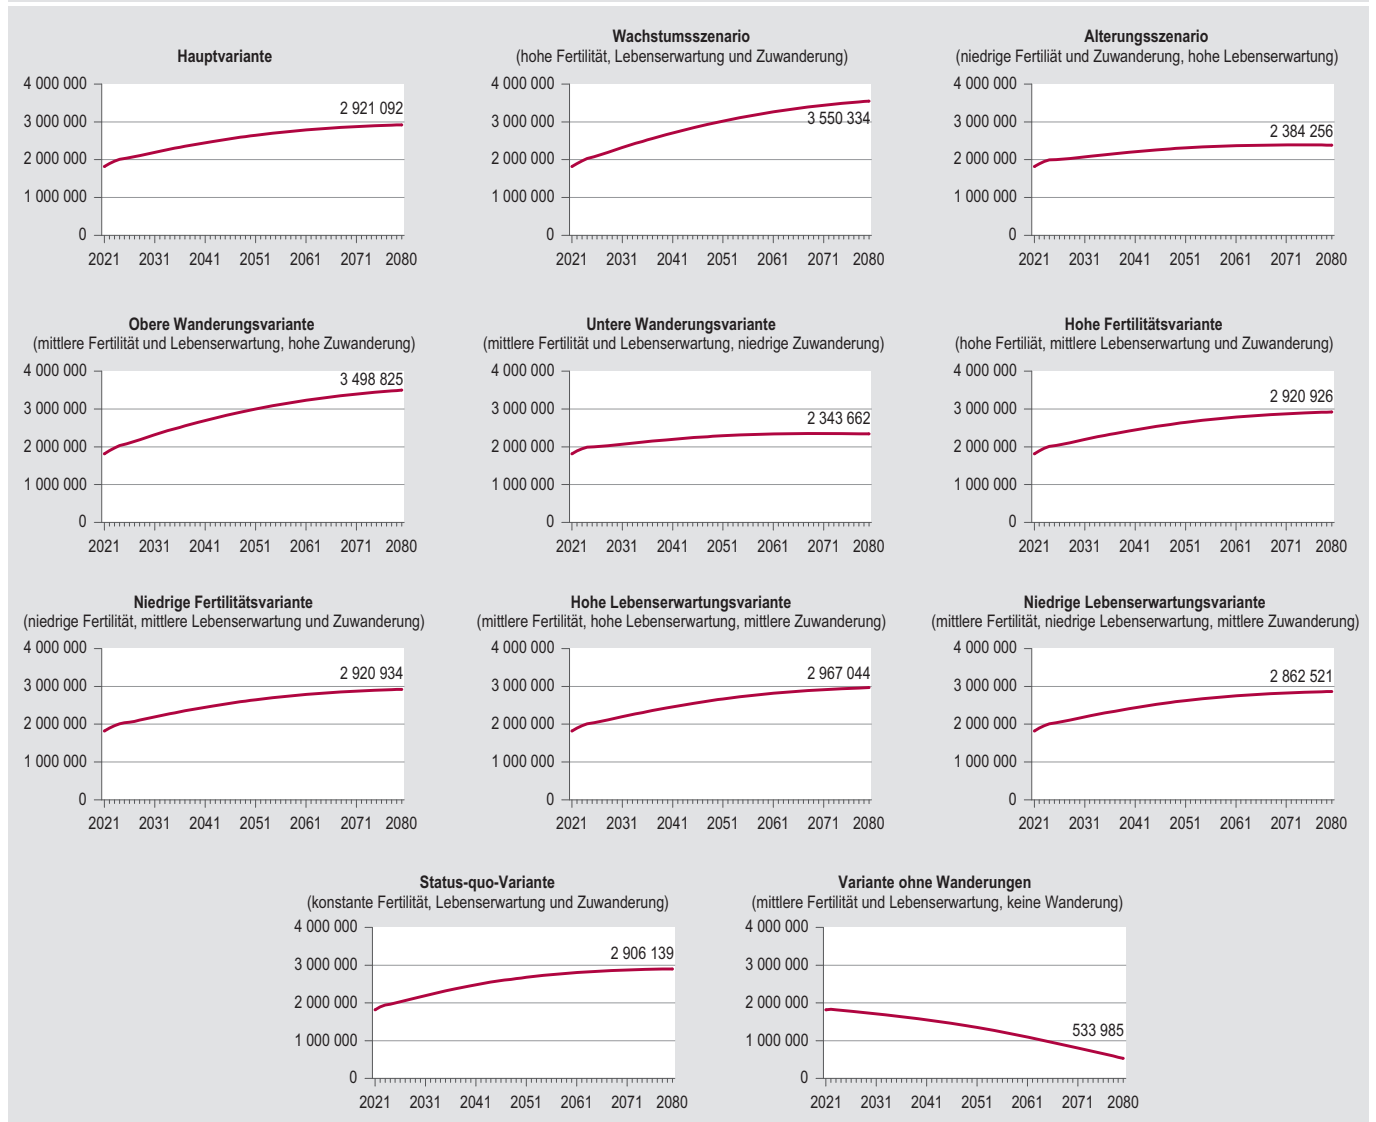 Hauptvariante
4 000 000
3 000 000
2 000 000
1 000 000
0
2 921 092
2021 2031 2041 2051 2061 2071 2080
Wachstumsszenario
(hohe Fertilität, Lebenserwartung und Zuwanderung)
4 000 000
3 000 000
2 000 000
1 000 000
0
3 550 334
2021 2031 2041 2051 2061 2071 2080
Alterungsszenario
(niedrige Fertiliät und Zuwanderung, hohe Lebenserwartung)
4 000 000
3 000 000
2 000 000
1 000 000
0
2 384 256
2021 2031 2041 2051 2061 2071 2080
Obere Wanderungsvariante
(mittlere Fertilität und Lebenserwartung, hohe Zuwanderung)
4 000 000
3 000 000
2 000 000
1 000 000
0
3 498 825
2021 2031 2041 2051 2061 2071 2080
Untere Wanderungsvariante
(mittlere Fertilität und Lebenserwartung, niedrige Zuwanderung)
4 000 000
3 000 000
2 000 000
1 000 000
0
2 343 662
2021 2031 2041 2051 2061 2071 2080
Hohe Fertilitätsvariante
(hohe Fertiliät, mittlere Lebenserwartung und Zuwanderung)
4 000 000
3 000 000
2 000 000
1 000 000
0
2 920 926
2021 2031 2041 2051 2061 2071 2080
Niedrige Fertilitätsvariante
(niedrige Fertilität, mittlere Lebenserwartung und Zuwanderung)
4 000 000
3 000 000
2 000 000
1 000 000
0
2 920 934
2021 2031 2041 2051 2061 2071 2080
Hohe Lebenserwartungsvariante
(mittlere Fertilität, hohe Lebenserwartung, mittlere Zuwanderung)
4 000 000
3 000 000
2 000 000
1 000 000
0
2 967 044
2021 2031 2041 2051 2061 2071 2080
Niedrige Lebenserwartungsvariante
(mittlere Fertilität, niedrige Lebenserwartung, mittlere Zuwanderung)
4 000 000
3 000 000
2 000 000
1 000 000
0
2 862 521
2021 2031 2041 2051 2061 2071 2080
Status-quo-Variante
(konstante Fertilität, Lebenserwartung und Zuwanderung)
4 000 000
3 000 000
2 000 000
1 000 000
0
2 906 139
2021 2031 2041 2051 2061 2071 2080
Variante ohne Wanderungen
(mittlere Fertilität und Lebenserwartung, keine Wanderung)
4 000 000
3 000 000
2 000 000
1 000 000
0
533 985
2021 2031 2041 2051 2061 2071 2080